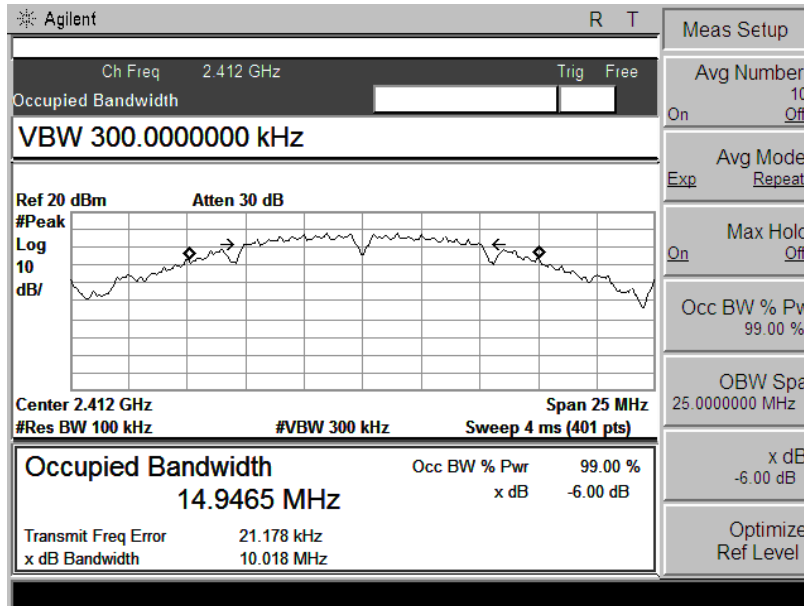 Agilent R T
Ch Freq 2.412 GHz Trig Free
Occupied Bandwidth
VBW 300.0000000 kHz
Ref 20 dBm Atten 30 dB
#Peak
Log
10
dB/
Center 2.412 GHz Span 25 MHz
#Res BW 100 kHz #VBW 300 kHz Sweep 4 ms (401 pts)
Occupied Bandwidth Occ BW % Pwr 99.00 %
14.9465 MHz x dB -6.00 dB
Transmit Freq Error 21.178 kHz
x dB Bandwidth 10.018 MHz
Meas Setup
Avg Number
10
On Off
Avg Mode
Exp Repeat
Max Hold
On Off
Occ BW % Pw
99.00 %
OBW Spa
25.0000000 MHz
x dB
-6.00 dB
Optimize
Ref Level